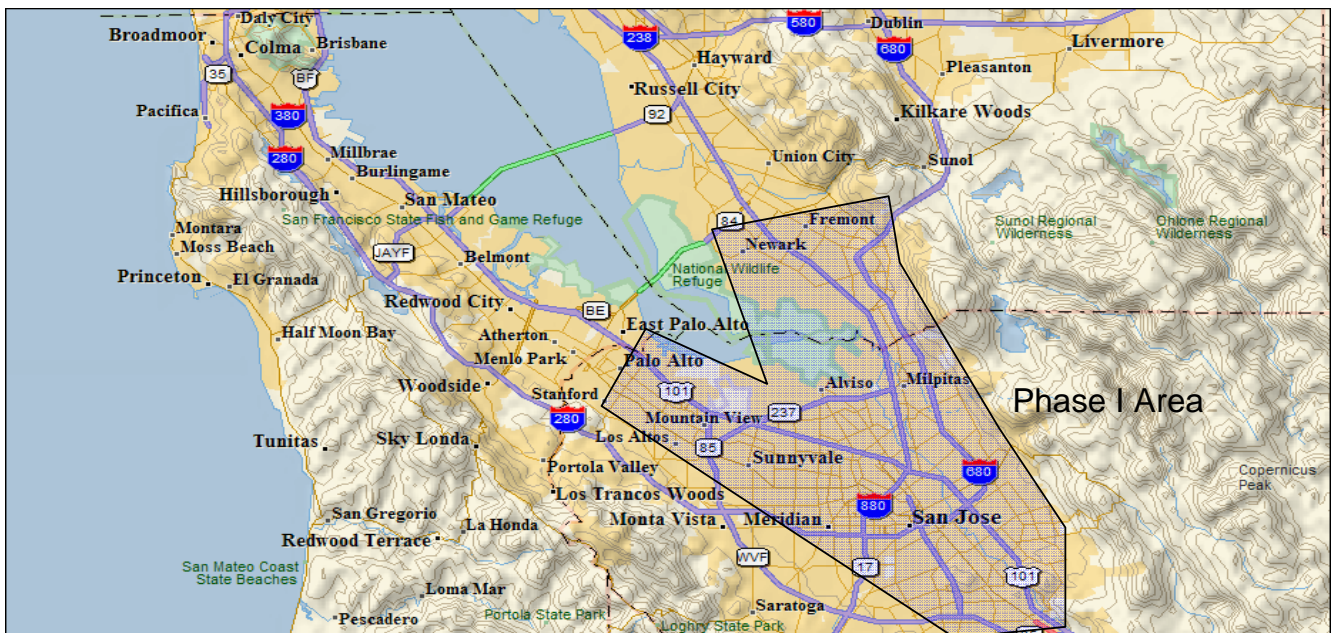 Daly City
Broadmoor
Colma
Brisbane
35
BF
238
580
Dublin
680
Livermore
Hayward
Pleasanton
Russell City
Pacifica
380
92
Kilkare Woods
280
Millbrae
Burlingame
Union City
Sunol
Hillsborough
San Mateo
San Francisco State Fish and Game Refuge
84
Fremont
Sunol Regional
Wilderness
Ohlone Regional
Wilderness
Montara
Moss Beach
JAYF
Belmont
Newark
National Wildlife
Refuge
Princeton
El Granada
Redwood City
BE
East Palo Alto
Half Moon Bay
Atherton
Menlo Park
Palo Alto
Woodside
Stanford
101
Alviso
Milpitas
Phase I Area
280
Mountain View
237
Tunitas
Sky Londa
Los Altos
85
Portola Valley
Sunnyvale
680
Copernicus
Peak
Los Trancos Woods
880
San Gregorio
La Honda
Monta Vista
Meridian
San Jose
Redwood Terrace
WVF
17
101
San Mateo Coast
State Beaches
Loma Mar
Saratoga
Pescadero
Portola State Park
Loghry State Park